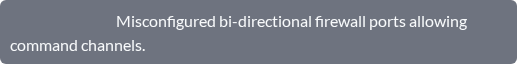 Misconfigured bi-directional firewall ports allowing
command channels.